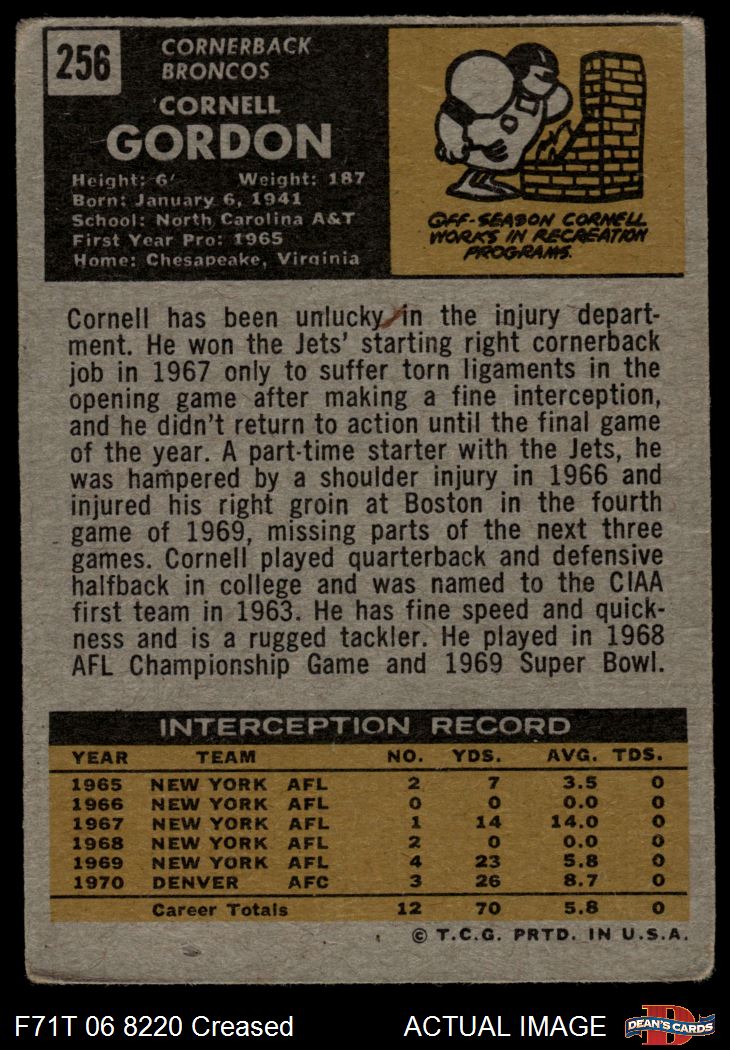 256
CORNERBACK
BRONCOS
CORNELL
GORDON
Height: 6' Weight: 187
Born: January 6, 1941
School: North Carolina A&T
First Year Pro: 1965
Home: Chesapeake, Virginia
OFF-SEASON CORNELL
WORKS IN RECREATION
PROGRAMS.
Cornell has been unlucky in the injury depart-
ment. He won the Jets' starting right cornerback
job in 1967 only to suffer torn ligaments in the
opening game after making a fine interception,
and he didn't return to action until the final game
of the year. A part-time starter with the Jets, he
was hampered by a shoulder injury in 1966 and
injured his right groin at Boston in the fourth
game of 1969, missing parts of the next three
games. Cornell played quarterback and defensive
halfback in college and was named to the CIAA
first team in 1963. He has fine speed and quick-
ness and is a rugged tackler. He played in 1968
AFL Championship Game and 1969 Super Bowl.
INTERCEPTION RECORD
YEAR TEAM NO. YDS. AVG. TDS.
1965 NEW YORK AFL 2 7 3.5 0
1966 NEW YORK AFL 0 0 0.0 0
1967 NEW YORK AFL 1 14 14.0 0
1968 NEW YORK AFL 2 0 0.0 0
1969 NEW YORK AFL 4 23 5.8 0
1970 DENVER AFC 3 26 8.7 0
Career Totals 12 70 5.8 0
© T.C.G. PRTD. IN U.S.A.
F71T 06 8220 Creased ACTUAL IMAGE DEAN'S CARDS